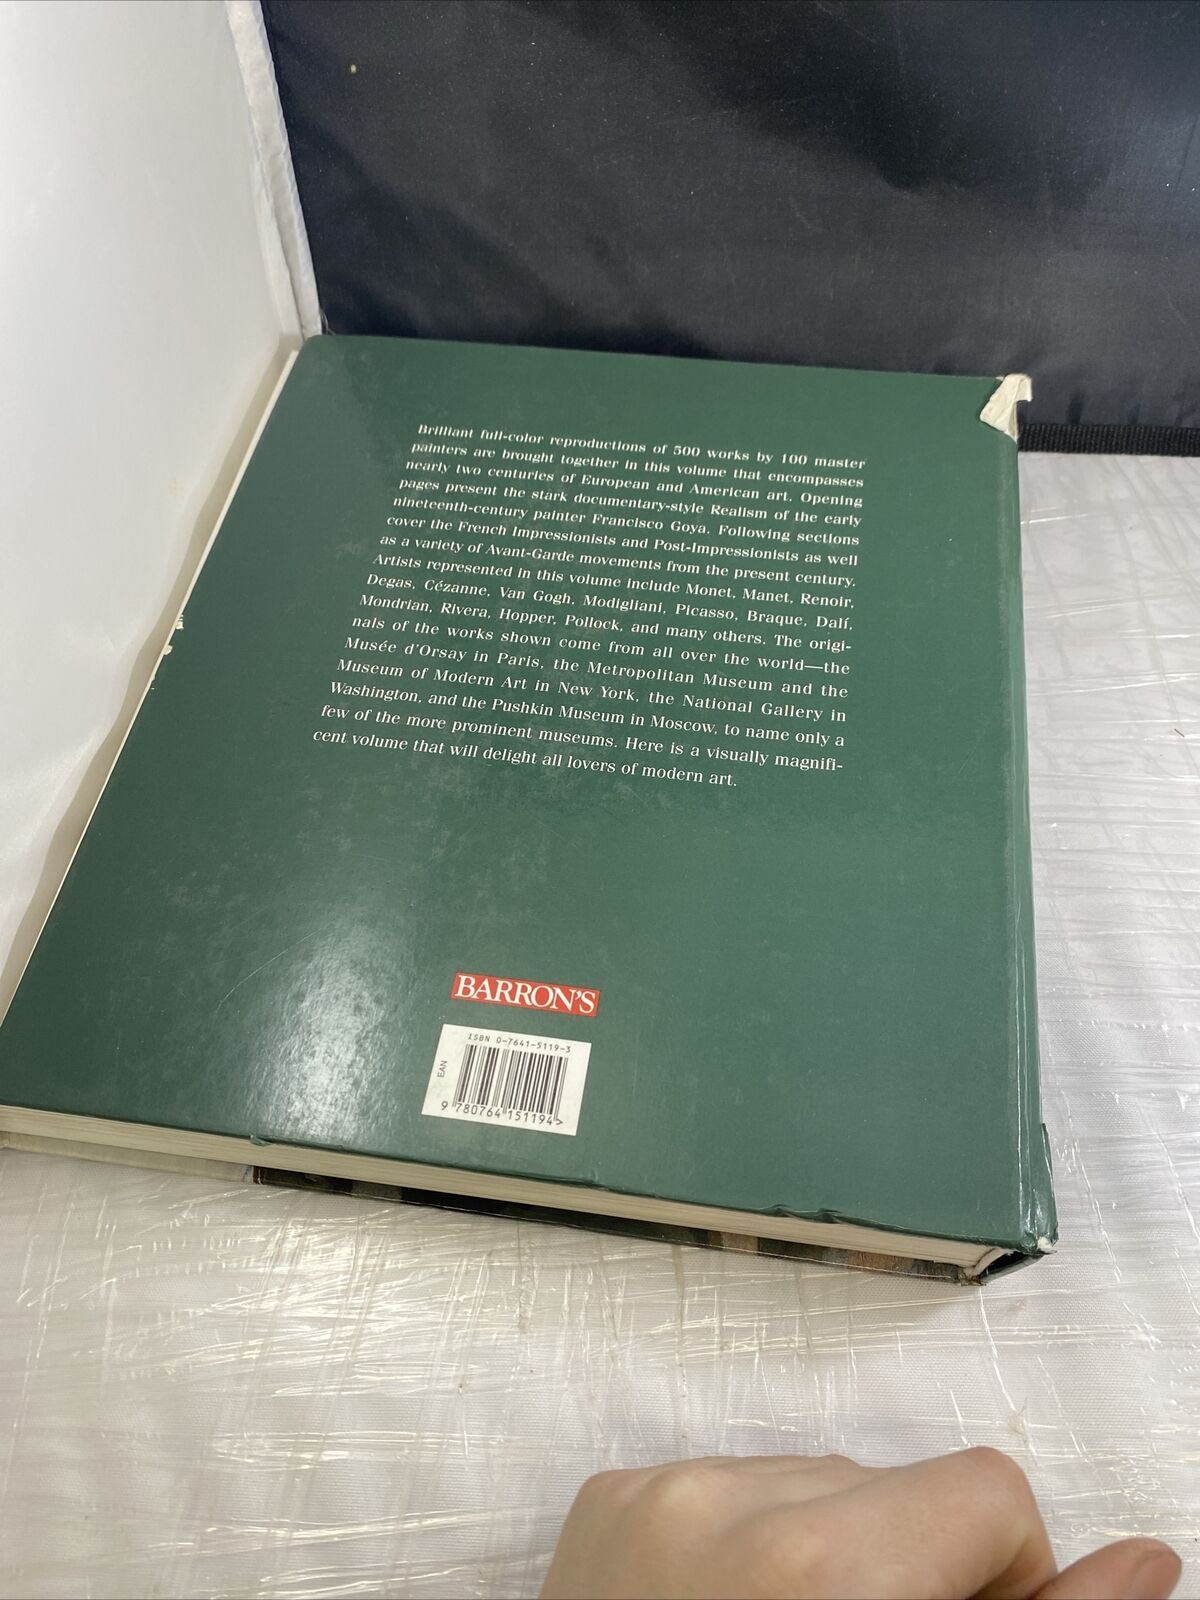 Brilliant full-color reproductions of 500 works by 100 master
painters are brought together in this volume that encompasses
nearly two centuries of European and American art. Opening
pages present the stark documentary-style Realism of the early
nineteenth-century painter Francisco Goya. Following sections
cover the French Impressionists and Post-Impressionists as well
as a variety of Avant-Garde movements from the present century.
Artists represented in this volume include Monet, Manet, Renoir,
Degas, Cézanne, Van Gogh, Modigliani, Picasso, Braque, Dalí,
Mondrian, Rivera, Hopper, Pollock, and many others. The origi-
nals of the works shown come from all over the world—the
Musée d'Orsay in Paris, the Metropolitan Museum and the
Museum of Modern Art in New York, the National Gallery in
Washington, and the Pushkin Museum in Moscow, to name only a
few of the more prominent museums. Here is a visually magnifi-
cent volume that will delight all lovers of modern art.
BARRON'S
ISBN 0-7641-5119-3
EAN
9 780764 151194 >